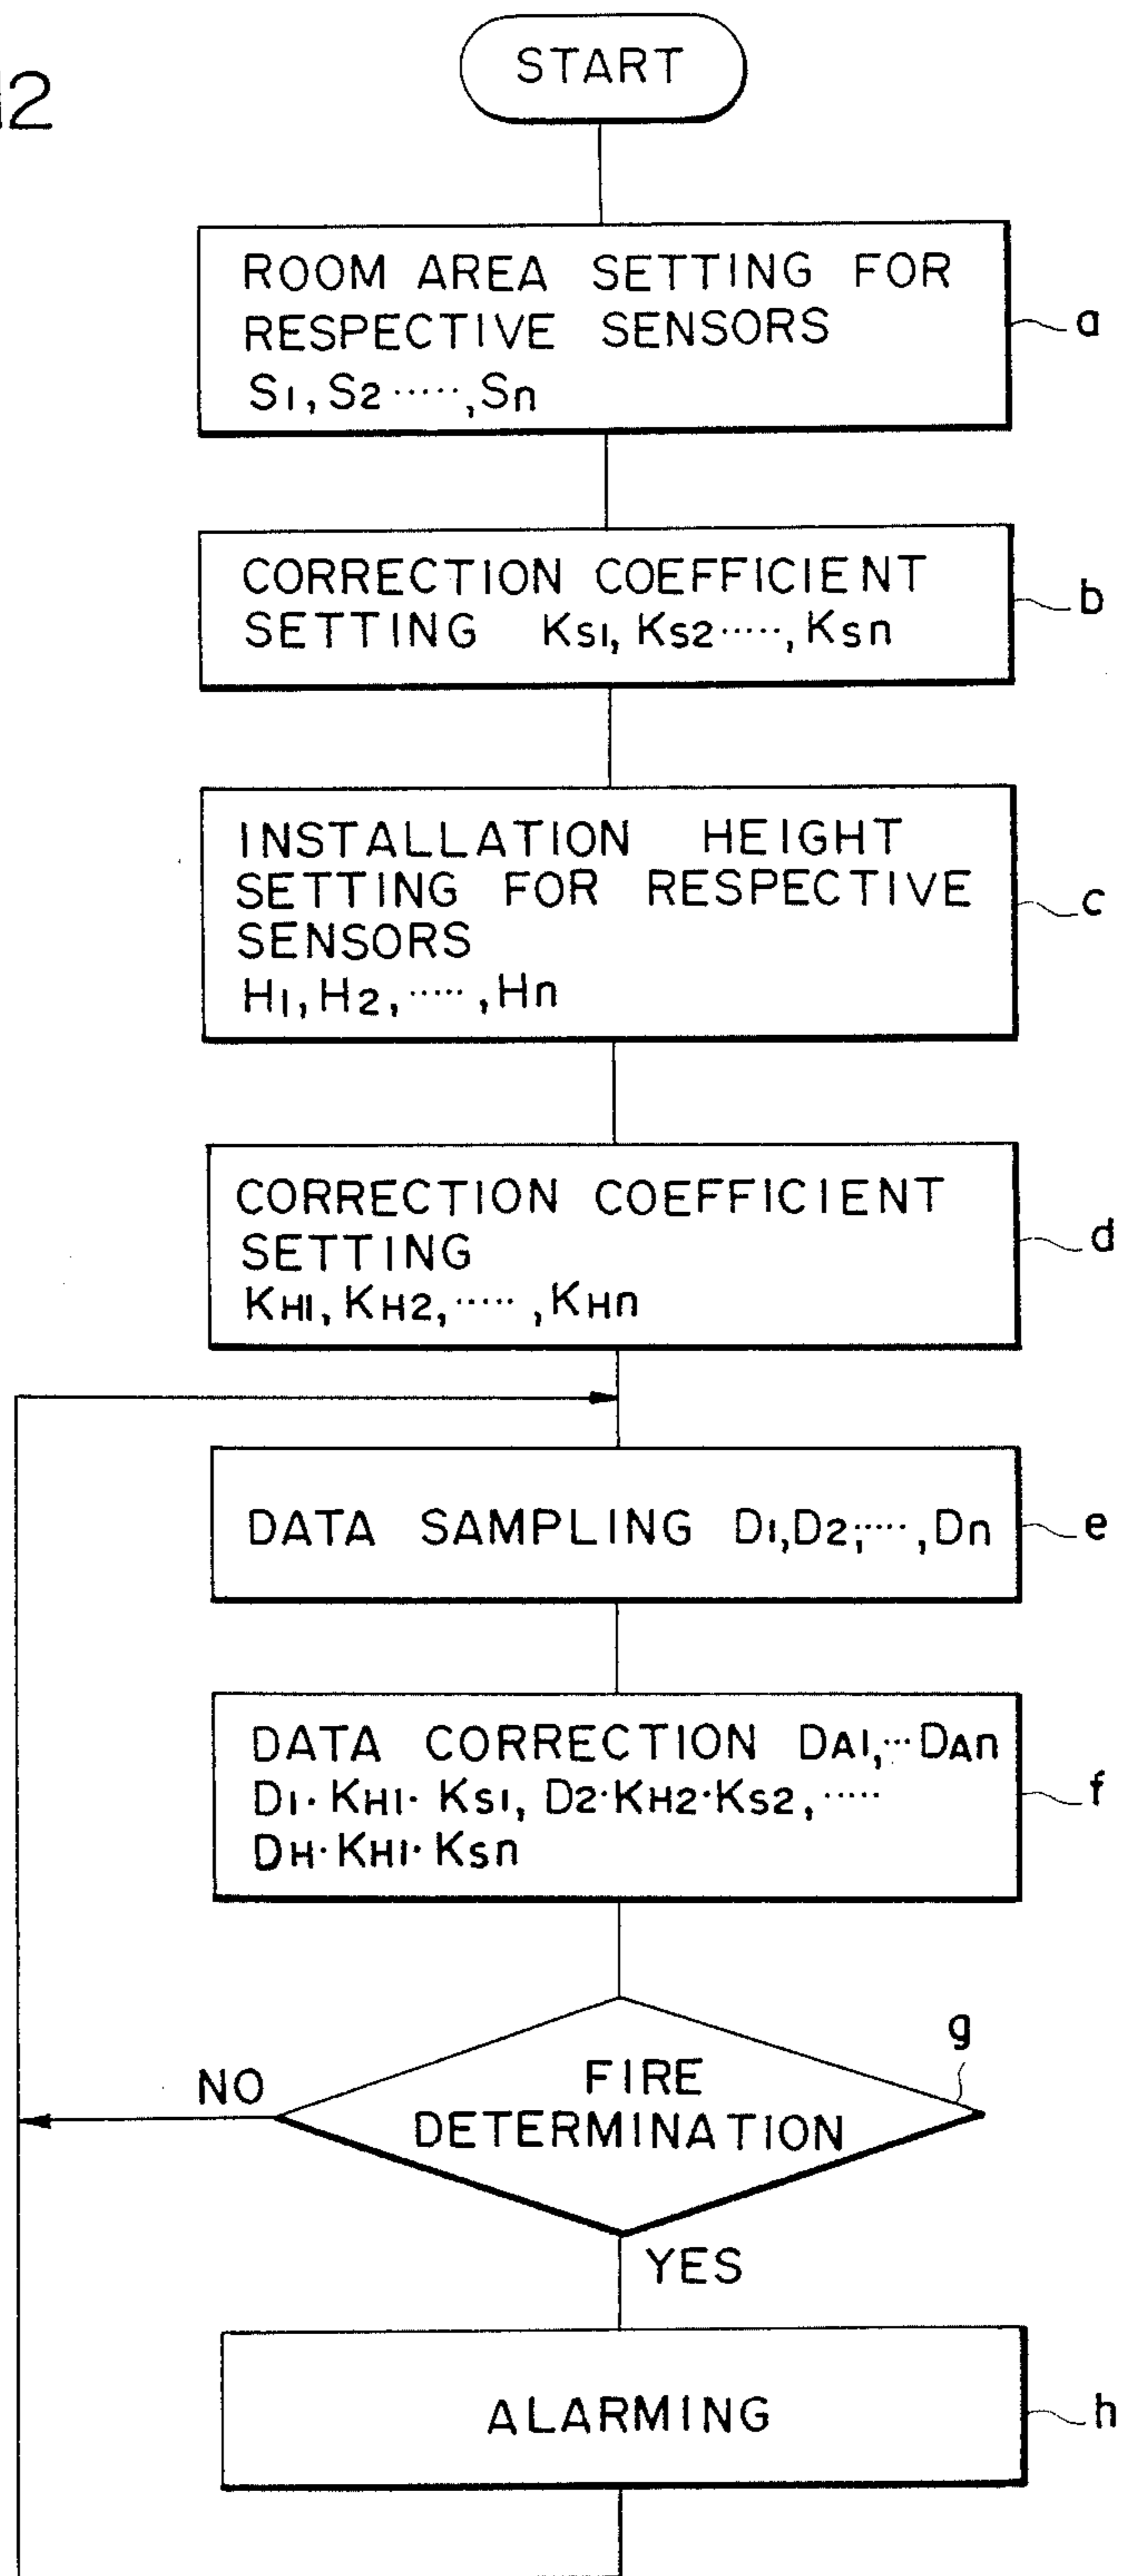 12
START
ROOM AREA SETTING FOR
RESPECTIVE SENSORS
S1, S2 ·····, Sn
a
CORRECTION COEFFICIENT
SETTING KS1, KS2 ·····, KSn
b
INSTALLATION HEIGHT
SETTING FOR RESPECTIVE
SENSORS
H1, H2, ·····, Hn
c
CORRECTION COEFFICIENT
SETTING
KH1, KH2, ·····, KHn
d
DATA SAMPLING D1, D2, ·····, Dn
e
DATA CORRECTION DA1, ··· DAn
D1· KH1· KS1, D2·KH2·KS2, ·····
DH·KH1·KSn
f
g
FIRE
DETERMINATION
NO
YES
ALARMING
h